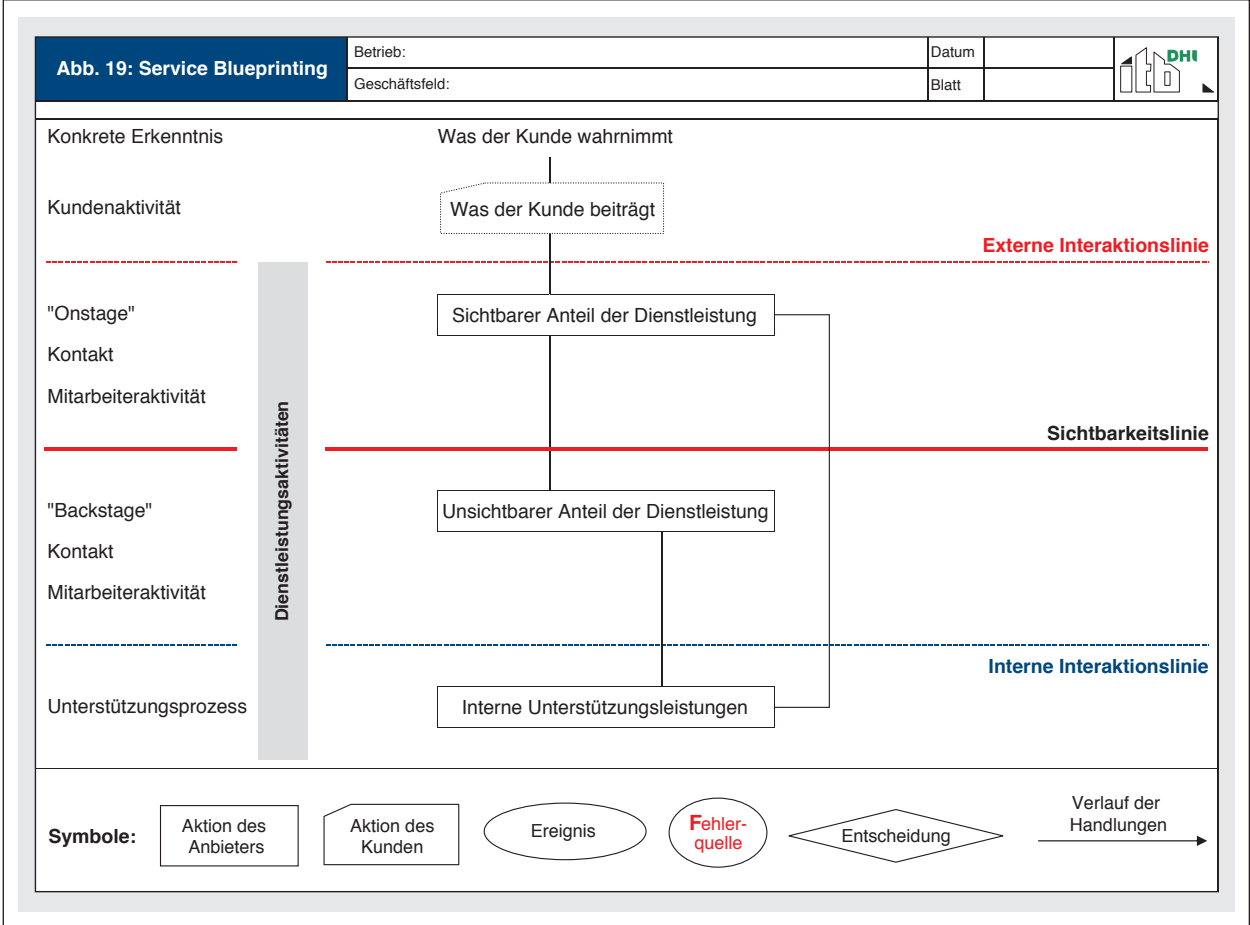 Abb. 19: Service Blueprinting
Betrieb:
Datum
Geschäftsfeld:
Blatt
itb
DHI
Konkrete Erkenntnis
Was der Kunde wahrnimmt
Kundenaktivität
Was der Kunde beiträgt
Externe Interaktionslinie
"Onstage"
Sichtbarer Anteil der Dienstleistung
Kontakt
Mitarbeiteraktivität
Dienstleistungsaktivitäten
Sichtbarkeitslinie
"Backstage"
Unsichtbarer Anteil der Dienstleistung
Kontakt
Mitarbeiteraktivität
Interne Interaktionslinie
Unterstützungsprozess
Interne Unterstützungsleistungen
Symbole:
Aktion des
Anbieters
Aktion des
Kunden
Ereignis
Fehler-
quelle
Entscheidung
Verlauf der
Handlungen